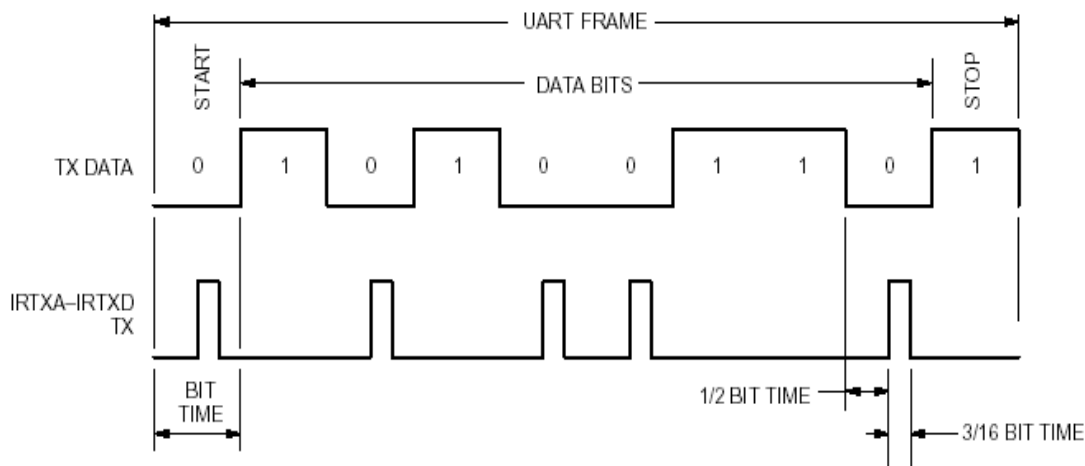 UART FRAME
START
DATA BITS
STOP
TX DATA
0 1 0 1 0 0 1 1 0 1
IRTXA–IRTXD
TX
BIT
TIME
1/2 BIT TIME
3/16 BIT TIME